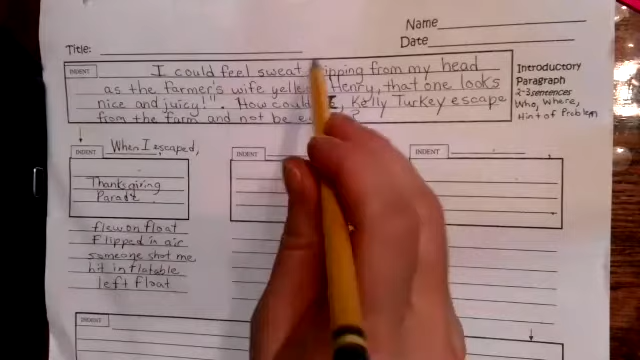 Name
Date
Title:
INDENT
I could feel sweat dripping from my head
as the farmer's wife yelled Henry, that one looks
nice and juicy!" . How could I, Kelly Turkey escape
from the farm and not be ?
Introductory
Paragraph
2-3 sentences
Who, Where,
Hint of Problem
INDENT
When I escaped,
Thanksgiving
Parade
flew on float
Flipped in air
someone shot me
hit inflatable
left float
INDENT
INDENT
INDENT